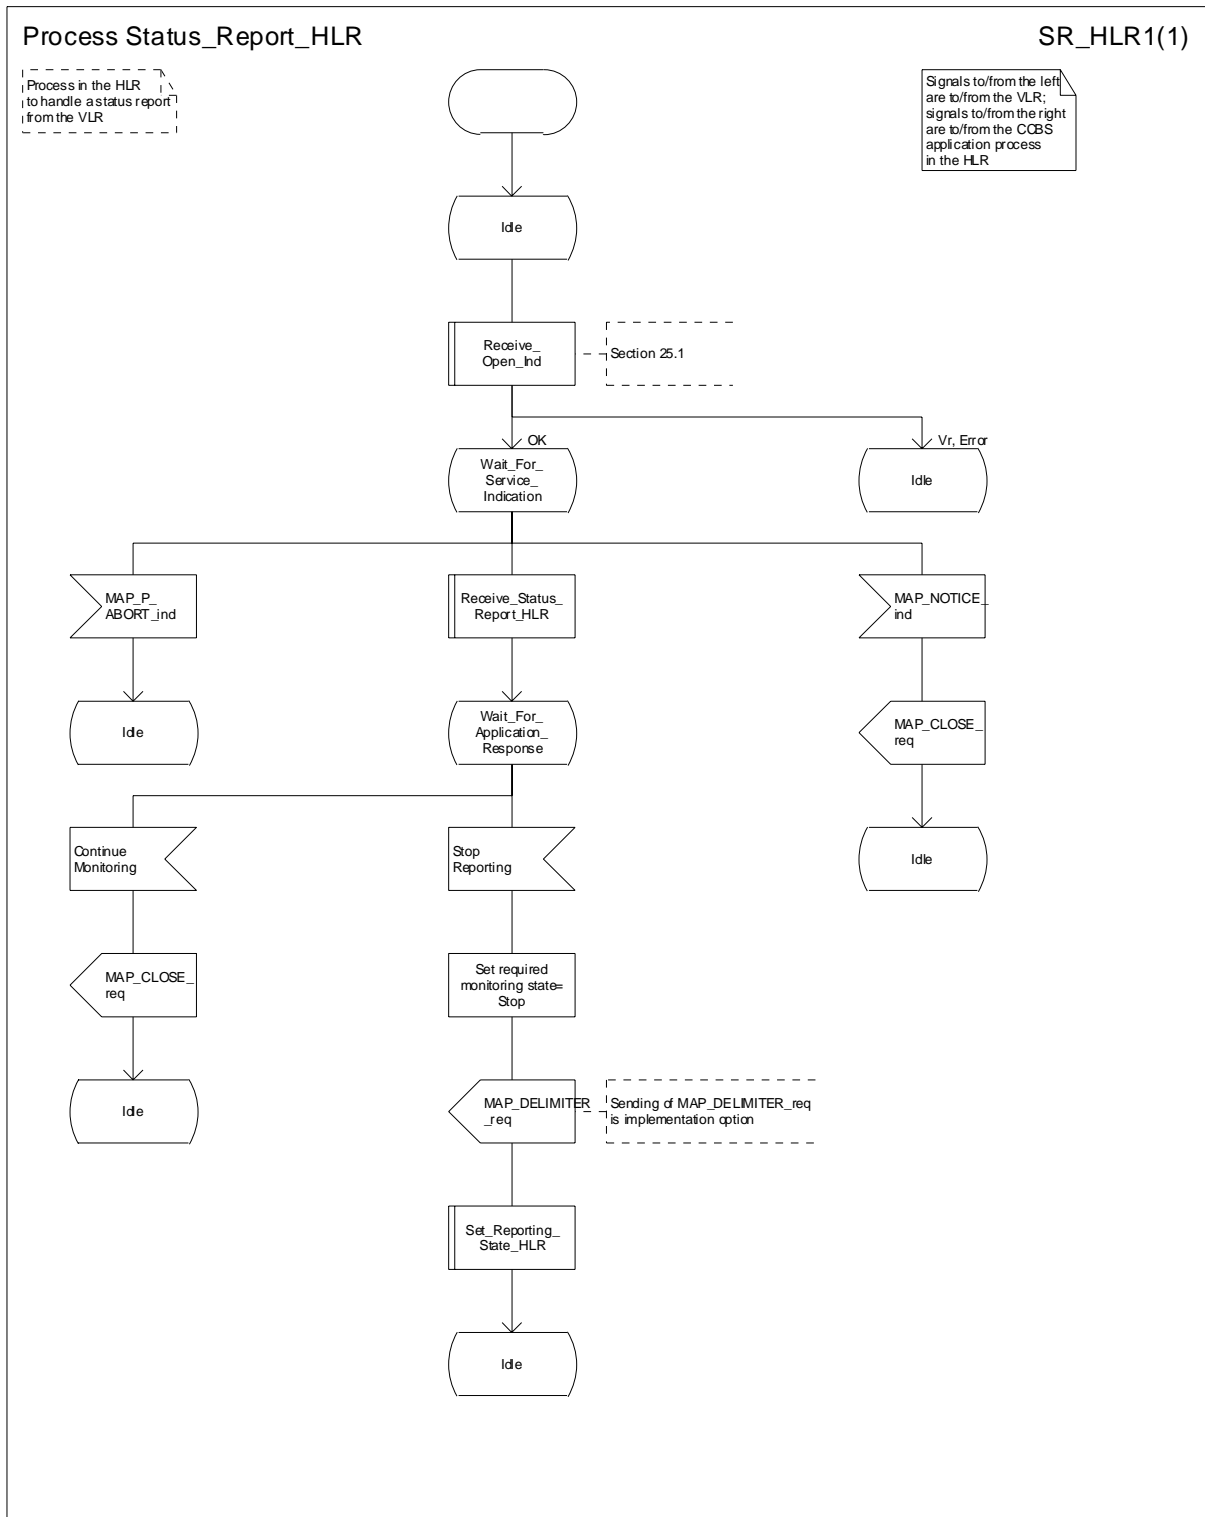 Process Status_Report_HLR
SR_HLR1(1)
Process in the HLR
to handle a status report
from the VLR
Signals to/from the left
are to/from the VLR;
signals to/from the right
are to/from the CCBS
application process
in the HLR
Idle
Receive_
Open_Ind
Section 25.1
OK
Vr, Error
Wait_For_
Service_
Indication
Idle
MAP_P_
ABORT_ind
Receive_Status_
Report_HLR
MAP_NOTICE_
ind
Idle
Wait_For_
Application_
Response
MAP_CLOSE_
req
Continue
Monitoring
Stop
Reporting
Idle
MAP_CLOSE_
req
Set required
monitoring state=
Stop
Idle
MAP_DELIMITER
_req
Sending of MAP_DELIMITER_req
is implementation option
Set_Reporting_
State_HLR
Idle